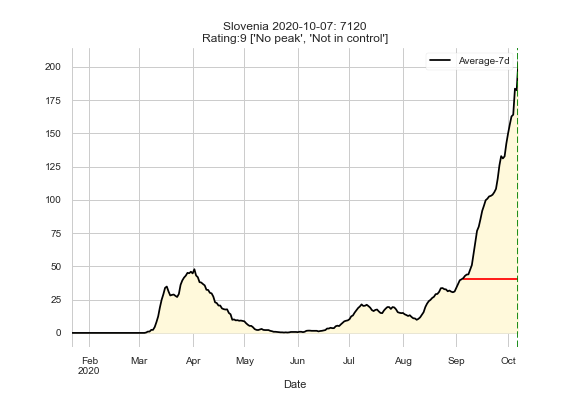 Slovenia 2020-10-07: 7120
Rating:9 ['No peak', 'Not in control']
Average-7d
200
175
150
125
100
75
50
25
0
Feb Mar Apr May Jun Jul Aug Sep Oct
2020
Date